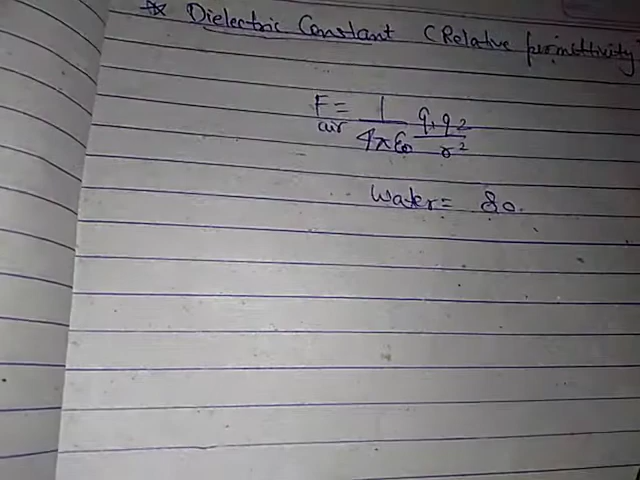 * Dielectric Constant (Relative permittivity)
F air = 1/4πε₀ q₁q₂/r²
Water = 80.